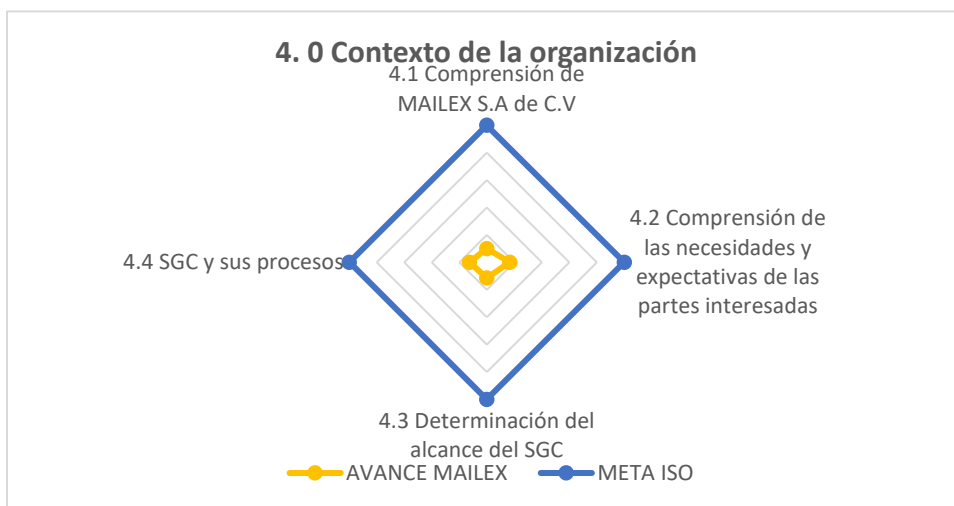 4. 0 Contexto de la organización
4.1 Comprensión de
MAILEX S.A de C.V
4.2 Comprensión de
las necesidades y
expectativas de las
partes interesadas
4.4 SGC y sus procesos
4.3 Determinación del
alcance del SGC
AVANCE MAILEX
META ISO